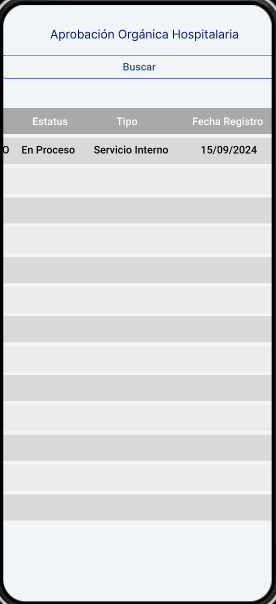 Aprobación Orgánica Hospitalaria
Buscar
Estatus Tipo Fecha Registro
O En Proceso Servicio Interno 15/09/2024